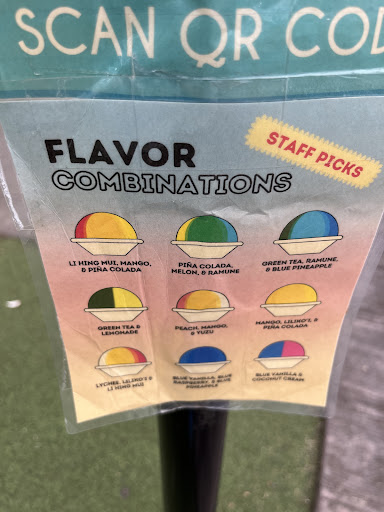 SCAN QR COD
FLAVOR
COMBINATIONS
STAFF PICKS
LI HING MUI, MANGO,
& PIÑA COLADA
PIÑA COLADA,
MELON, & RAMUNE
GREEN TEA, RAMUNE,
& BLUE PINEAPPLE
GREEN TEA &
LEMONADE
PEACH, MANGO,
& YUZU
MANGO, LILIKO'I, &
PIÑA COLADA
LYCHEE, LILIKO'I &
LI HING MUI
BLUE VANILLA, BLUE
RASPBERRY, & BLUE
PINEAPPLE
BLUE VANILLA &
COCONUT CREAM